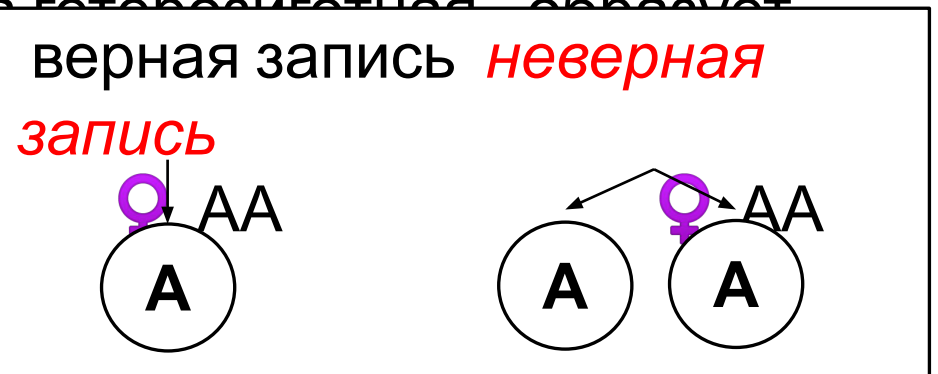 верная запись неверная
запись
♀ АА ♀ АА
А А А